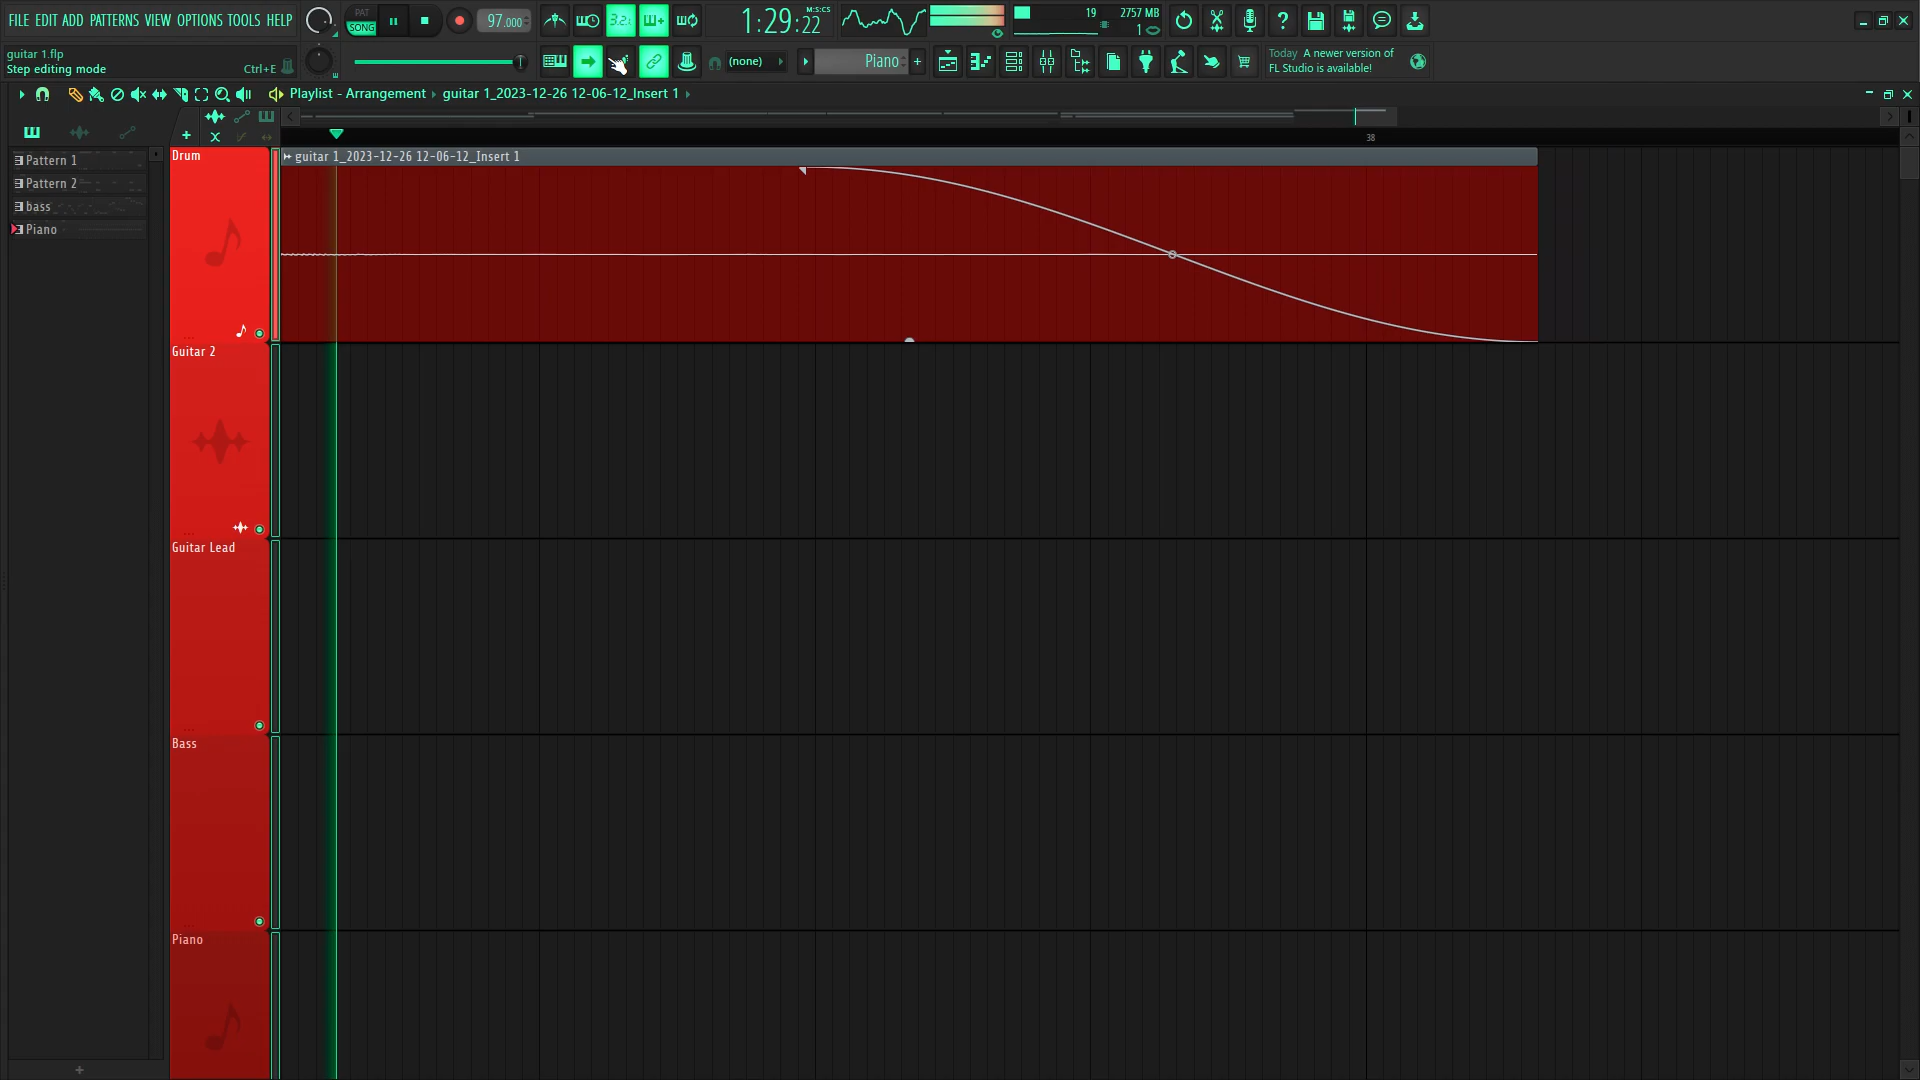 FILE EDIT ADD PATTERNS VIEW OPTIONS TOOLS HELP
PAT
SONG
97.000
3.2.
1:29:22
M:S:CS
19
2757 MB
1
guitar 1.flp
Step editing mode
Ctrl+E
(none)
Piano
Today A newer version of
FL Studio is available!
Playlist - Arrangement
guitar 1_2023-12-26 12-06-12_Insert 1
38
Pattern 1
Pattern 2
bass
Piano
Drum
guitar 1_2023-12-26 12-06-12_Insert 1
Guitar 2
Guitar Lead
Bass
Piano